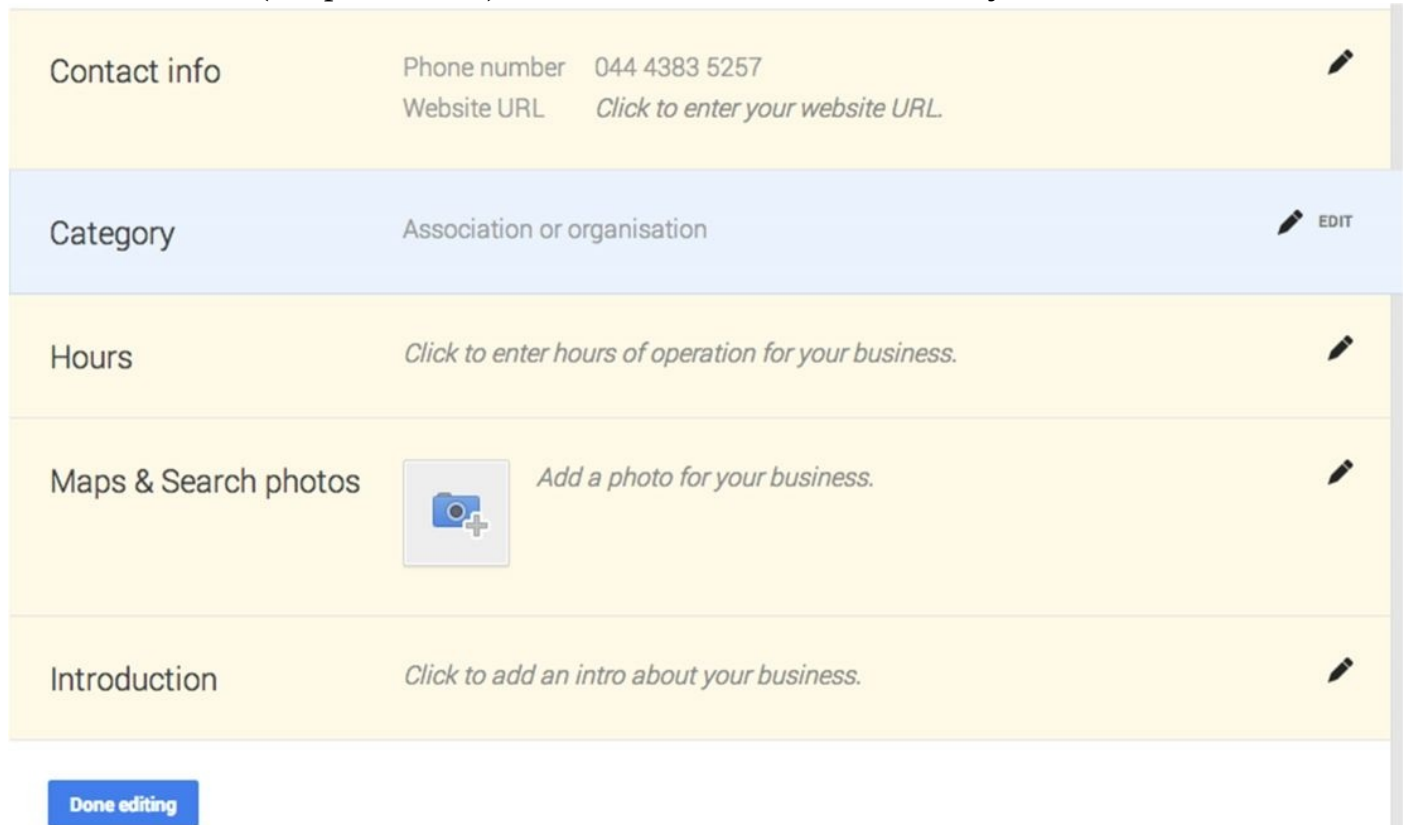 Contact info
Phone number 044 4383 5257
Website URL Click to enter your website URL.
Category Association or organisation EDIT
Hours Click to enter hours of operation for your business.
Maps & Search photos Add a photo for your business.
Introduction Click to add an intro about your business.
Done editing